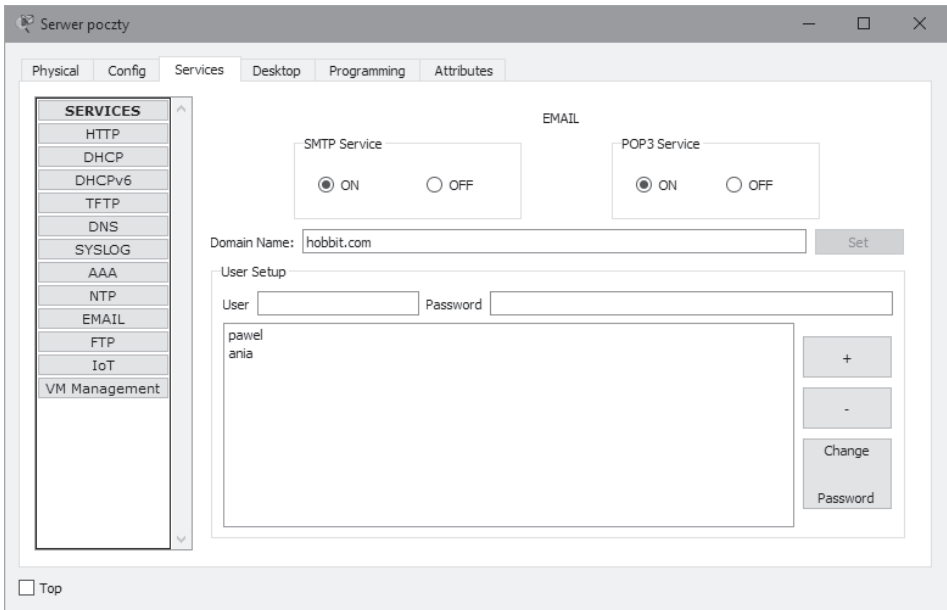 Serwer poczty
Physical Config Services Desktop Programming Attributes
SERVICES
HTTP
DHCP
DHCPv6
TFTP
DNS
SYSLOG
AAA
NTP
EMAIL
FTP
IoT
VM Management
EMAIL
SMTP Service
ON OFF
POP3 Service
ON OFF
Domain Name: hobbit.com Set
User Setup
User Password
pawel
ania
+
-
Change
Password
Top